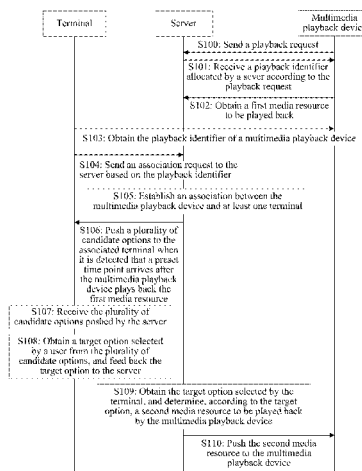 Terminal
Server
Multimedia
playback device
S100: Send a playback request
S101: Receive a playback identifier
allocated by a sever according to the
playback request
S102: Obtain a first media resource
to be played back
S103: Obtain the playback identifier of a multimedia playback device
S104: Send an association request to the
server based on the playback identifier
S105: Establish an association between the
multimedia playback device and at least one terminal
S106: Push a plurality of
candidate options to the
associated terminal when
it is detected that a preset
time point arrives after
the multimedia playback
device plays back the
first media resource
S107: Receive the plurality of
candidate options pushed by the server
S108: Obtain a target option selected
by a user from the plurality of
candidate options, and feed back the
target option to the server
S109: Obtain the target option selected by the
terminal, and determine, according to the target
option, a second media resource to be played back
by the multimedia playback device
S110: Push the second media
resource to the multimedia
playback device